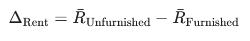 Δ_Rent = R̄_Unfurnished − R̄_Furnished